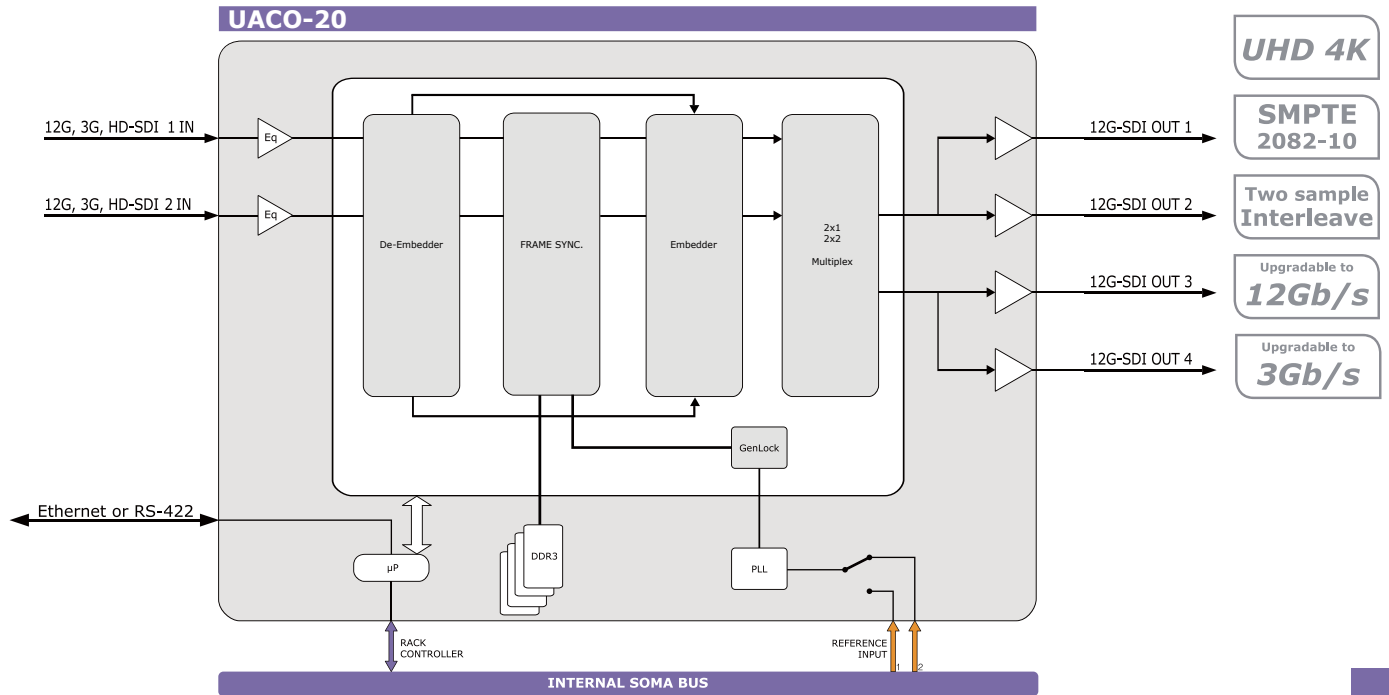 UACO-20
UHD 4K
SMPTE
2082-10
Two sample
Interleave
Upgradable to
12Gb/s
Upgradable to
3Gb/s
12G, 3G, HD-SDI 1 IN
12G, 3G, HD-SDI 2 IN
Eq
Eq
De-Embedder
FRAME SYNC.
Embedder
2x1
2x2
Multiplex
12G-SDI OUT 1
12G-SDI OUT 2
12G-SDI OUT 3
12G-SDI OUT 4
GenLock
Ethernet or RS-422
µP
DDR3
PLL
RACK
CONTROLLER
REFERENCE
INPUT
1
2
INTERNAL SOMA BUS